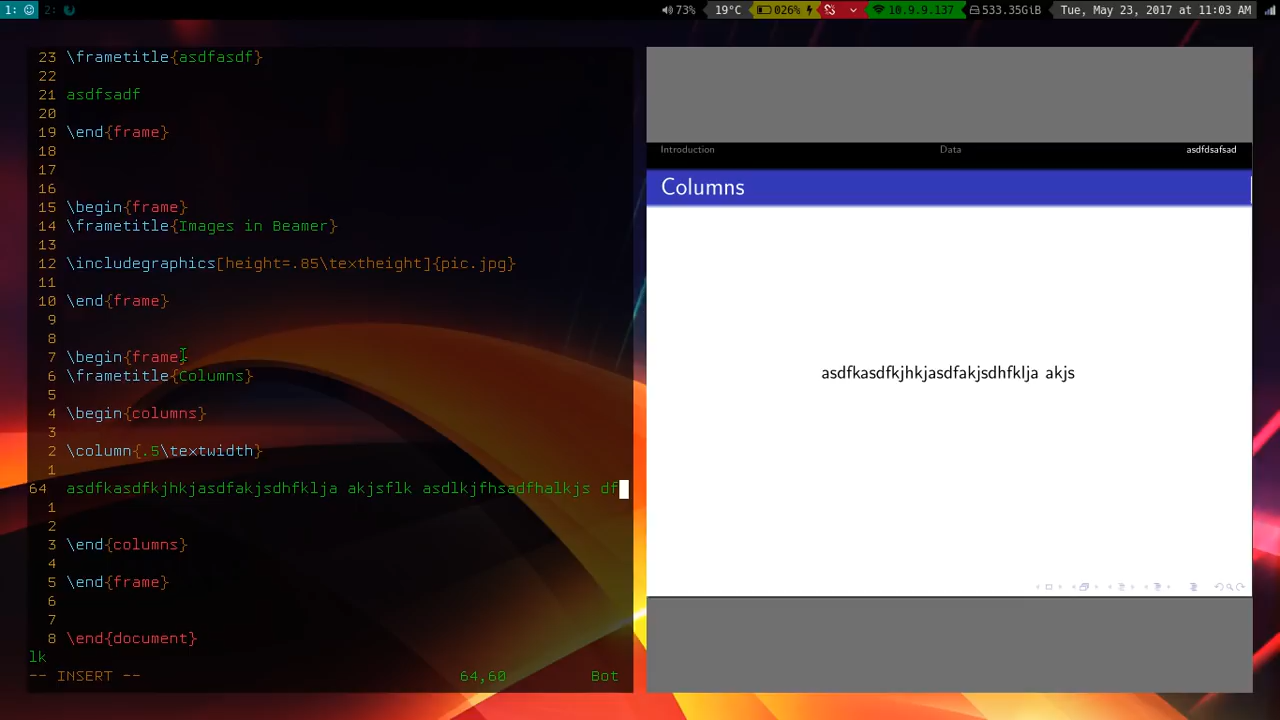 1: 2: 73% 19°C 026% 10.9.9.137 533.35GiB Tue, May 23, 2017 at 11:03 AM
23 \frametitle{asdfasdf}
22
21 asdfsadf
20
19 \end{frame}
18
17
16
15 \begin{frame}
14 \frametitle{Images in Beamer}
13
12 \includegraphics[height=.85\textheight]{pic.jpg}
11
10 \end{frame}
9
8
7 \begin{frame}
6 \frametitle{Columns}
5
4 \begin{columns}
3
2 \column{.5\textwidth}
1
64 asdfkasdfkjhkjasdfakjsdhfklja akjsflk asdlkjfhsadfhalkjs df
1
2
3 \end{columns}
4
5 \end{frame}
6
7
8 \end{document}
lk
-- INSERT -- 64,60 Bot
Introduction Data asdfdsafsad
Columns
asdfkasdfkjhkjasdfakjsdhfklja akjs